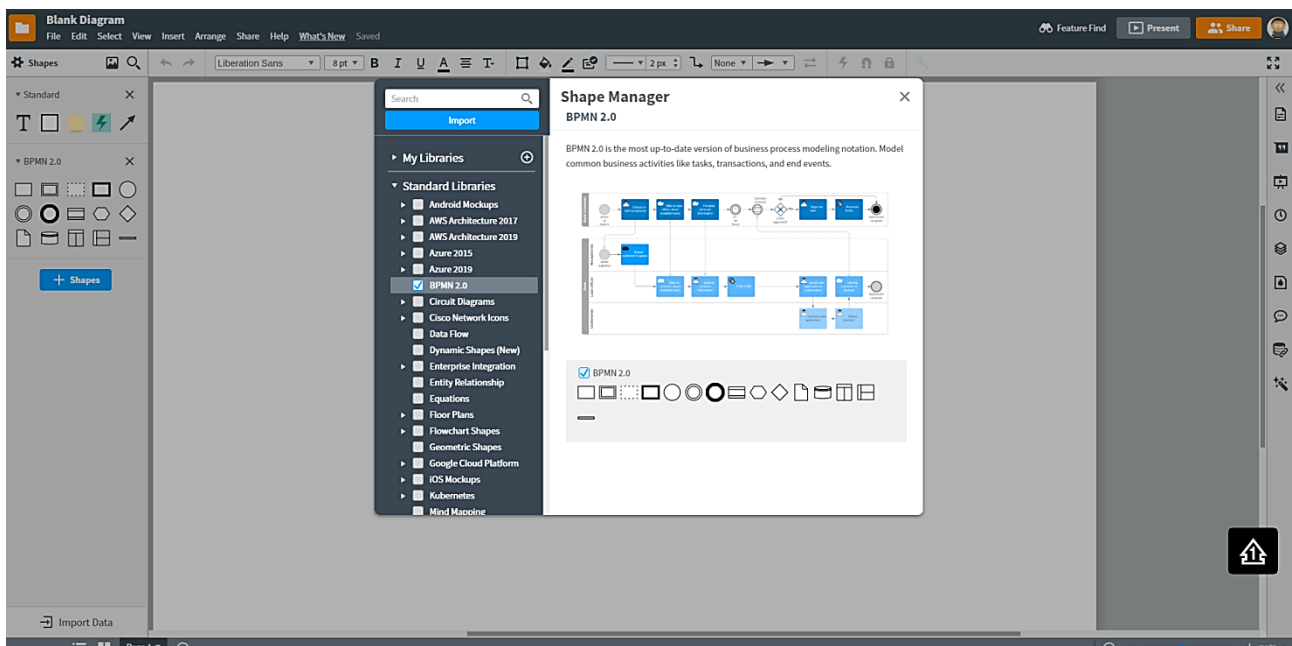 Blank Diagram
File Edit Select View Insert Arrange Share Help What's New Saved
Feature Find
Present
Share
Shapes
Liberation Sans
8 pt
B I U A T
2 px
None
Standard
T
BPMN 2.0
+ Shapes
Import Data
Search
Import
My Libraries
Standard Libraries
Android Mockups
AWS Architecture 2017
AWS Architecture 2019
Azure 2015
Azure 2019
BPMN 2.0
Circuit Diagrams
Cisco Network Icons
Data Flow
Dynamic Shapes (New)
Enterprise Integration
Entity Relationship
Equations
Floor Plans
Flowchart Shapes
Geometric Shapes
Google Cloud Platform
iOS Mockups
Kubernetes
Mind Mapping
Shape Manager
BPMN 2.0
BPMN 2.0 is the most up-to-date version of business process modeling notation. Model
common business activities like tasks, transactions, and end events.
BPMN 2.0
1